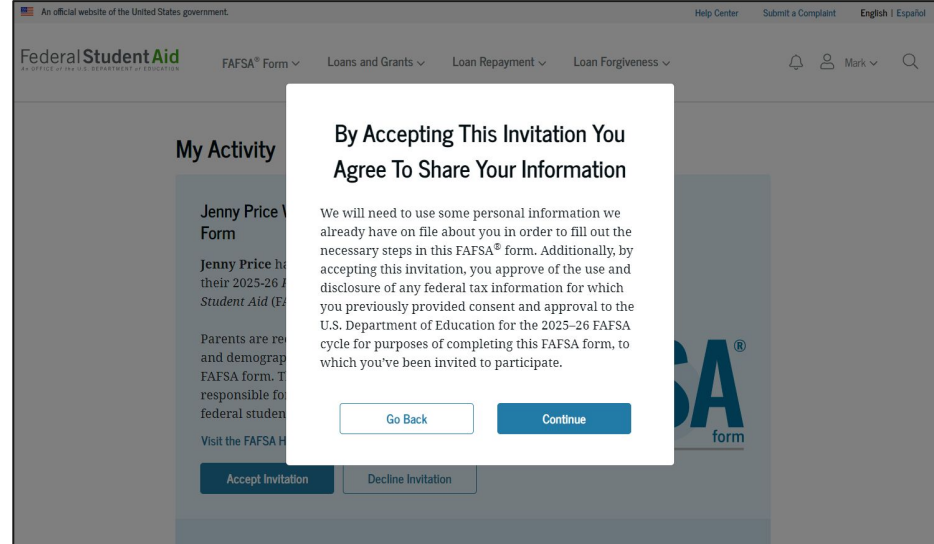 An official website of the United States government.
Help Center Submit a Complaint English | Español
Federal Student Aid
An OFFICE of the U.S. DEPARTMENT of EDUCATION
FAFSA® Form Loans and Grants Loan Repayment Loan Forgiveness Mark
My Activity
By Accepting This Invitation You
Agree To Share Your Information
We will need to use some personal information we
already have on file about you in order to fill out the
necessary steps in this FAFSA® form. Additionally, by
accepting this invitation, you approve of the use and
disclosure of any federal tax information for which
you previously provided consent and approval to the
U.S. Department of Education for the 2025–26 FAFSA
cycle for purposes of completing this FAFSA form, to
which you’ve been invited to participate.
Go Back Continue
Jenny Price
Form
Jenny Price
their 2025-26
Student Aid
Parents are
and
FAFSA form.
responsible
federal
Visit the FAFSA
SA®
form
Accept Invitation Decline Invitation